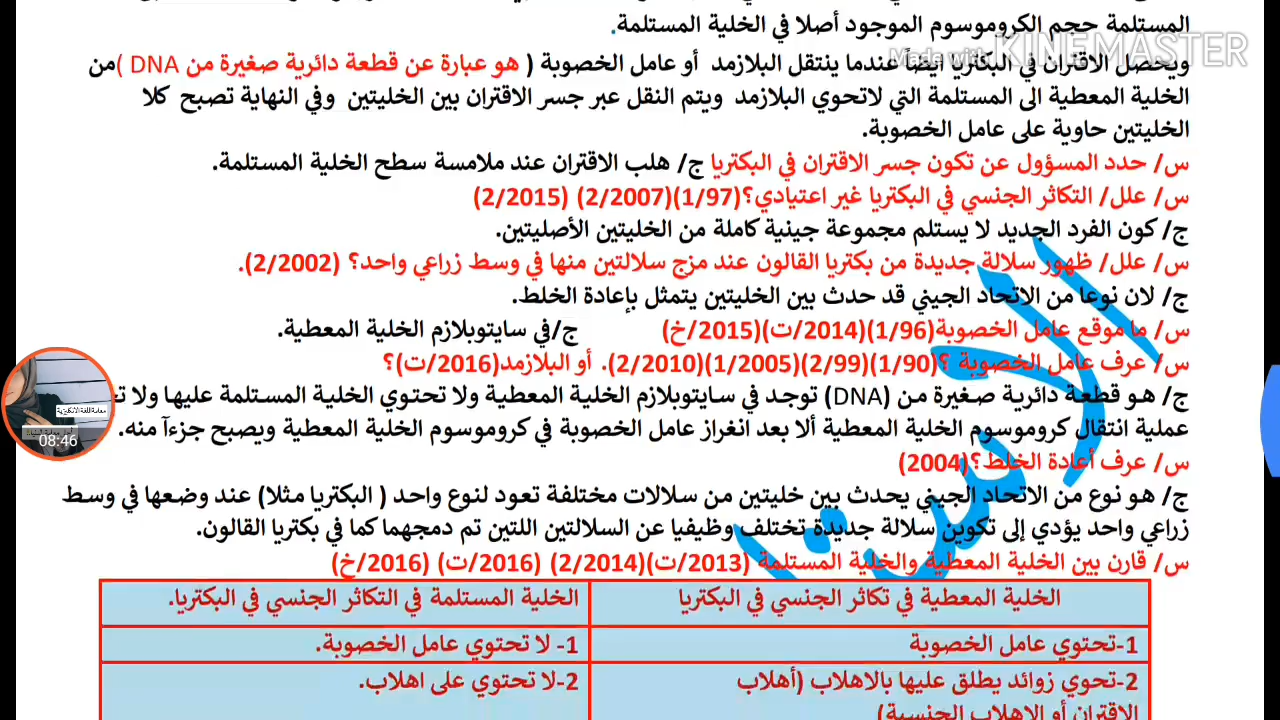 المستلمة حجم الكروموسوم الموجود أصلا في الخلية المستلمة.
Made with KINEMASTER
ويحصل الاقتران في البكتريا ايضاً عندما ينتقل البلازمد أو عامل الخصوبة ( هو عبارة عن قطعة دائرية صغيرة من DNA )من
الخلية المعطية الى المستلمة التي لاتحوي البلازمد ويتم النقل عبر جسر الاقتران بين الخليتين وفي النهاية تصبح كلا
الخليتين حاوية على عامل الخصوبة.
س/ حدد المسؤول عن تكون جسر الاقتران في البكتريا ج/ هلب الاقتران عند ملامسة سطح الخلية المستلمة.
س/ علل/ التكاثر الجنسي في البكتريا غير اعتيادي؟(1/97)(2/2007) (2/2015)
ج/ كون الفرد الجديد لا يستلم مجموعة جينية كاملة من الخليتين الأصليتين.
س/ علل/ ظهور سلالة جديدة من بكتريا القالون عند مزج سلالتين منها في وسط زراعي واحد؟ (2/2002).
ج/ لان نوعا من الاتحاد الجيني قد حدث بين الخليتين يتمثل بإعادة الخلط.
س/ ما موقع عامل الخصوبة(1/96)(2014/ت)(2015/خ) ج/في سايتوبلازم الخلية المعطية.
س/ عرف عامل الخصوبة ؟(1/90)(2/99)(1/2005)(2/2010). أو البلازمد(2016/ت)؟
ج/ هو قطعة دائرية صغيرة من (DNA) توجد في سايتوبلازم الخلية المعطية ولا تحتوي الخلية المستلمة عليها ولا
عملية انتقال كروموسوم الخلية المعطية ألا بعد انغراز عامل الخصوبة في كروموسوم الخلية المعطية ويصبح جزءآ منه.
س/ عرف أعادة الخلط؟(2004)
ج/ هو نوع من الاتحاد الجيني يحدث بين خليتين من سلالات مختلفة تعود لنوع واحد ( البكتريا مثلا) عند وضعها في وسط
زراعي واحد يؤدي إلى تكوين سلالة جديدة تختلف وظيفيا عن السلالتين اللتين تم دمجهما كما في بكتريا القالون.
س/ قارن بين الخلية المعطية والخلية المستلمة (2013/ت)(2/2014) (2016/ت) (2016/خ)
الخلية المعطية في تكاثر الجنسي في البكتريا
الخلية المستلمة في التكاثر الجنسي في البكتريا.
1-تحتوي عامل الخصوبة
1- لا تحتوي عامل الخصوبة.
2-تحوي زوائد يطلق عليها بالاهلاب (أهلاب
الاقتران أو الاهلاب الجنسية)
2-لا تحتوي على اهلاب.
08:46